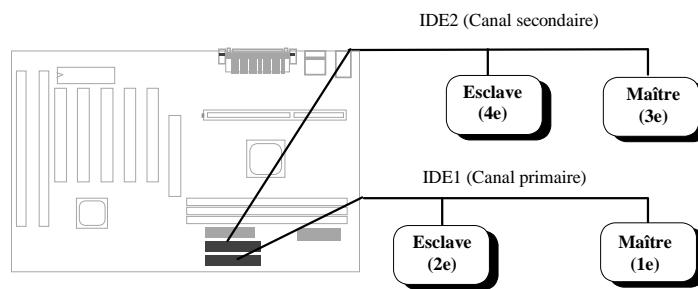 IDE2 (Canal secondaire)
Esclave
(4e)
Maître
(3e)
IDE1 (Canal primaire)
Esclave
(2e)
Maître
(1e)